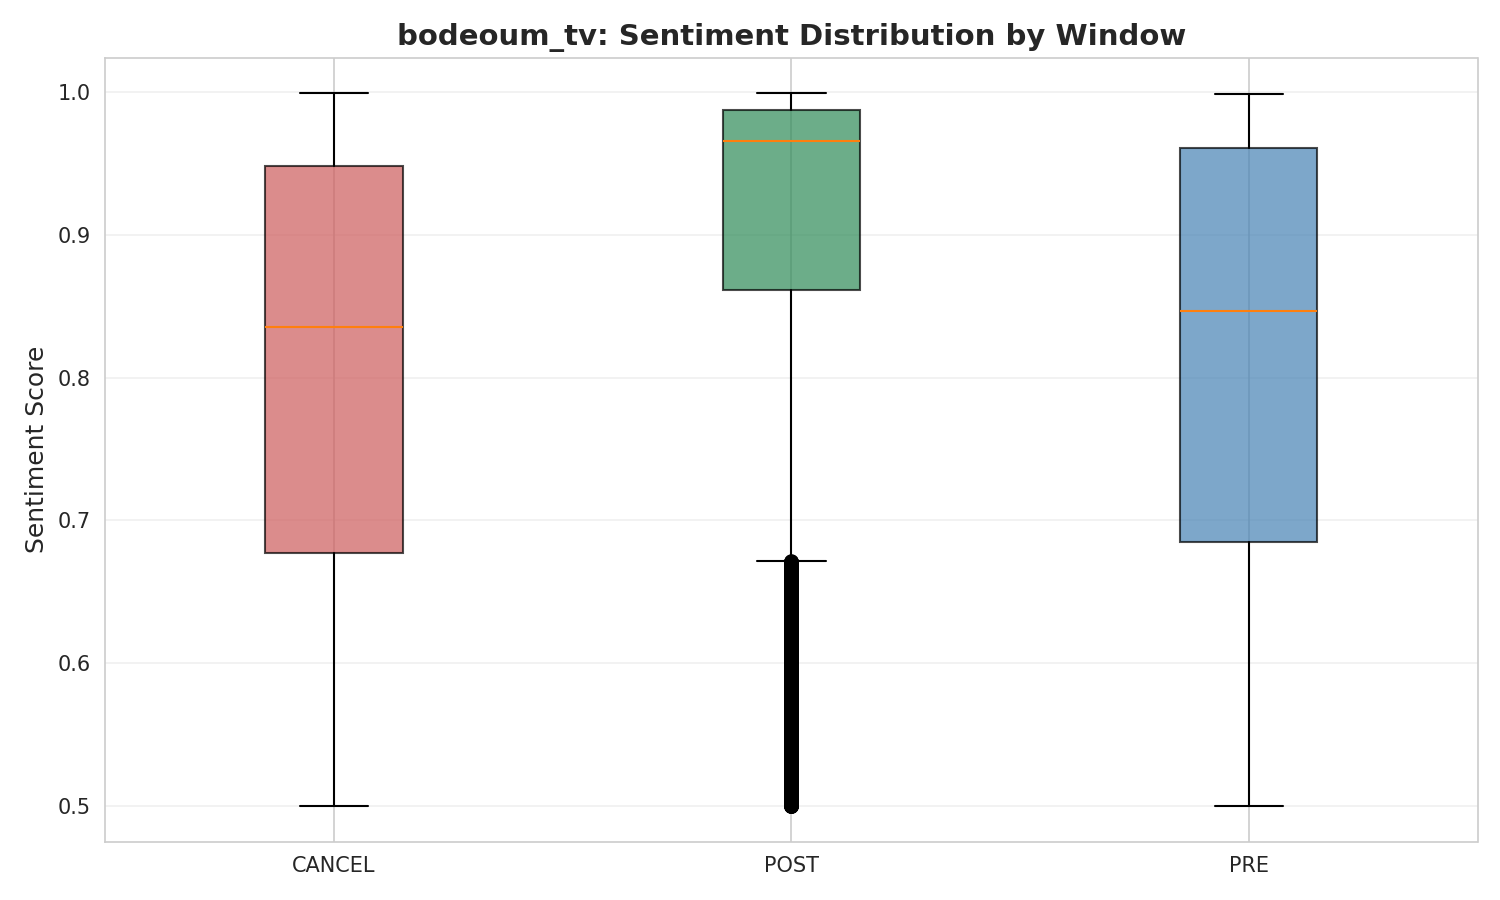 bodeoum_tv: Sentiment Distribution by Window
Sentiment Score
1.0
0.9
0.8
0.7
0.6
0.5
CANCEL
POST
PRE